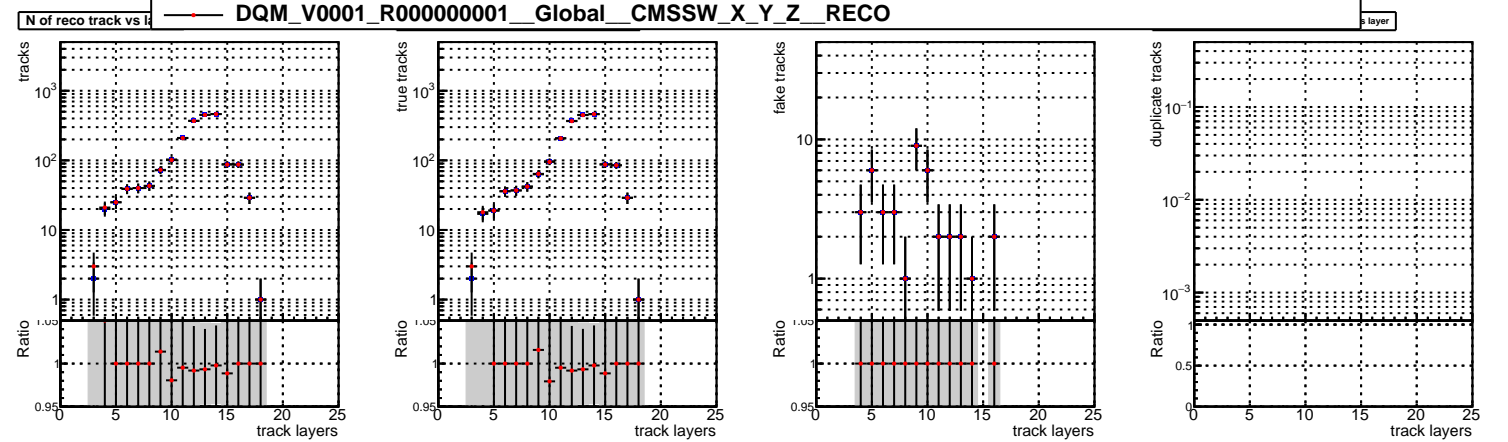 DQM_V0001_R000000001__Global__CMSSW_X_Y_Z__RECO
N of reco track vs la
s layer
tracks
10³
10²
10
1
Ratio
1.05
1
0.95
0 5 10 15 20 25
track layers
true tracks
10³
10²
10
1
Ratio
1.05
1
0.95
0 5 10 15 20 25
track layers
fake tracks
10
1
Ratio
1.05
1
0.95
0 5 10 15 20 25
track layers
duplicate tracks
10⁻¹
10⁻²
10⁻³
Ratio
1
0.5
0
0 5 10 15 20 25
track layers